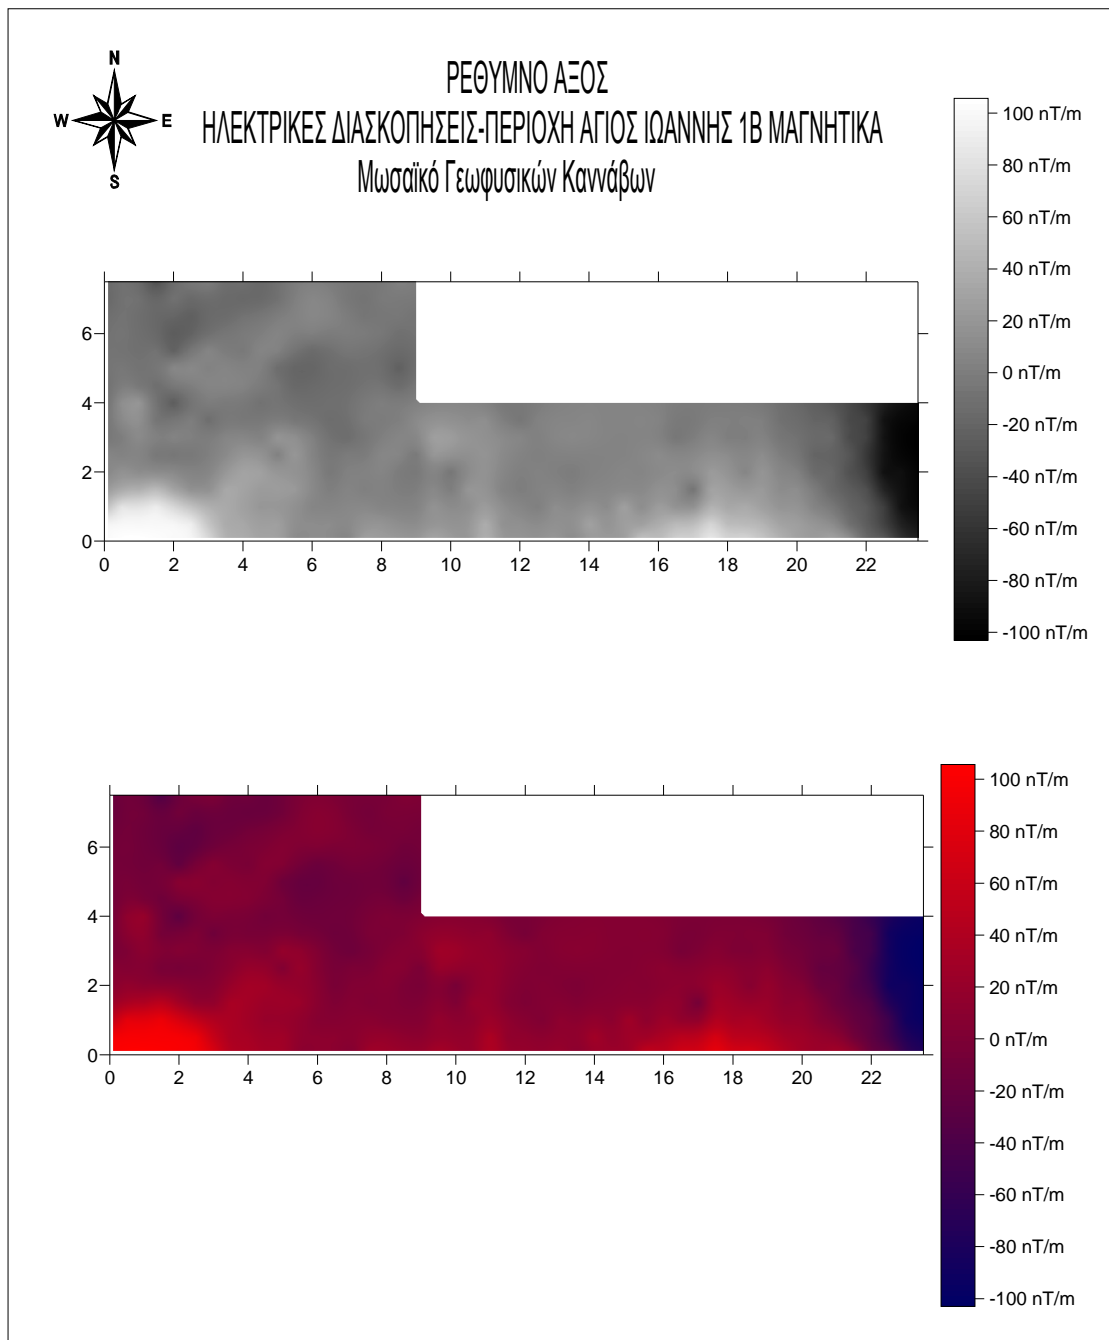 N
W E
S
ΡΕΘΥΜΝΟ ΑΞΟΣ
ΗΛΕΚΤΡΙΚΕΣ ΔΙΑΣΚΟΠΗΣΕΙΣ-ΠΕΡΙΟΧΗ ΑΓΙΟΣ ΙΩΑΝΝΗΣ 1Β ΜΑΓΝΗΤΙΚΑ
Μωσαϊκό Γεωφυσικών Καννάβων
100 nT/m
80 nT/m
60 nT/m
40 nT/m
20 nT/m
0 nT/m
-20 nT/m
-40 nT/m
-60 nT/m
-80 nT/m
-100 nT/m
6
4
2
0
0 2 4 6 8 10 12 14 16 18 20 22
100 nT/m
80 nT/m
60 nT/m
40 nT/m
20 nT/m
0 nT/m
-20 nT/m
-40 nT/m
-60 nT/m
-80 nT/m
-100 nT/m
6
4
2
0
0 2 4 6 8 10 12 14 16 18 20 22